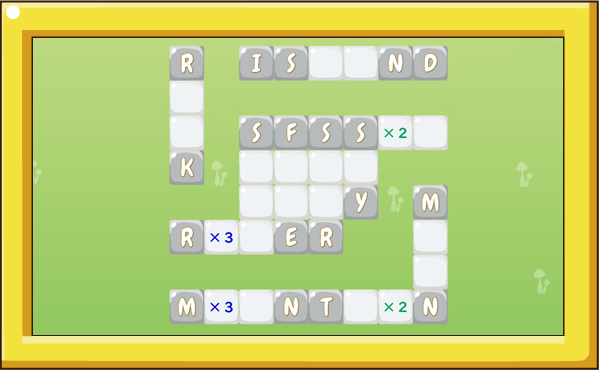 R I S N D
S F S S ×2
K
Y M
R ×3 E R
M ×3 N T ×2 N